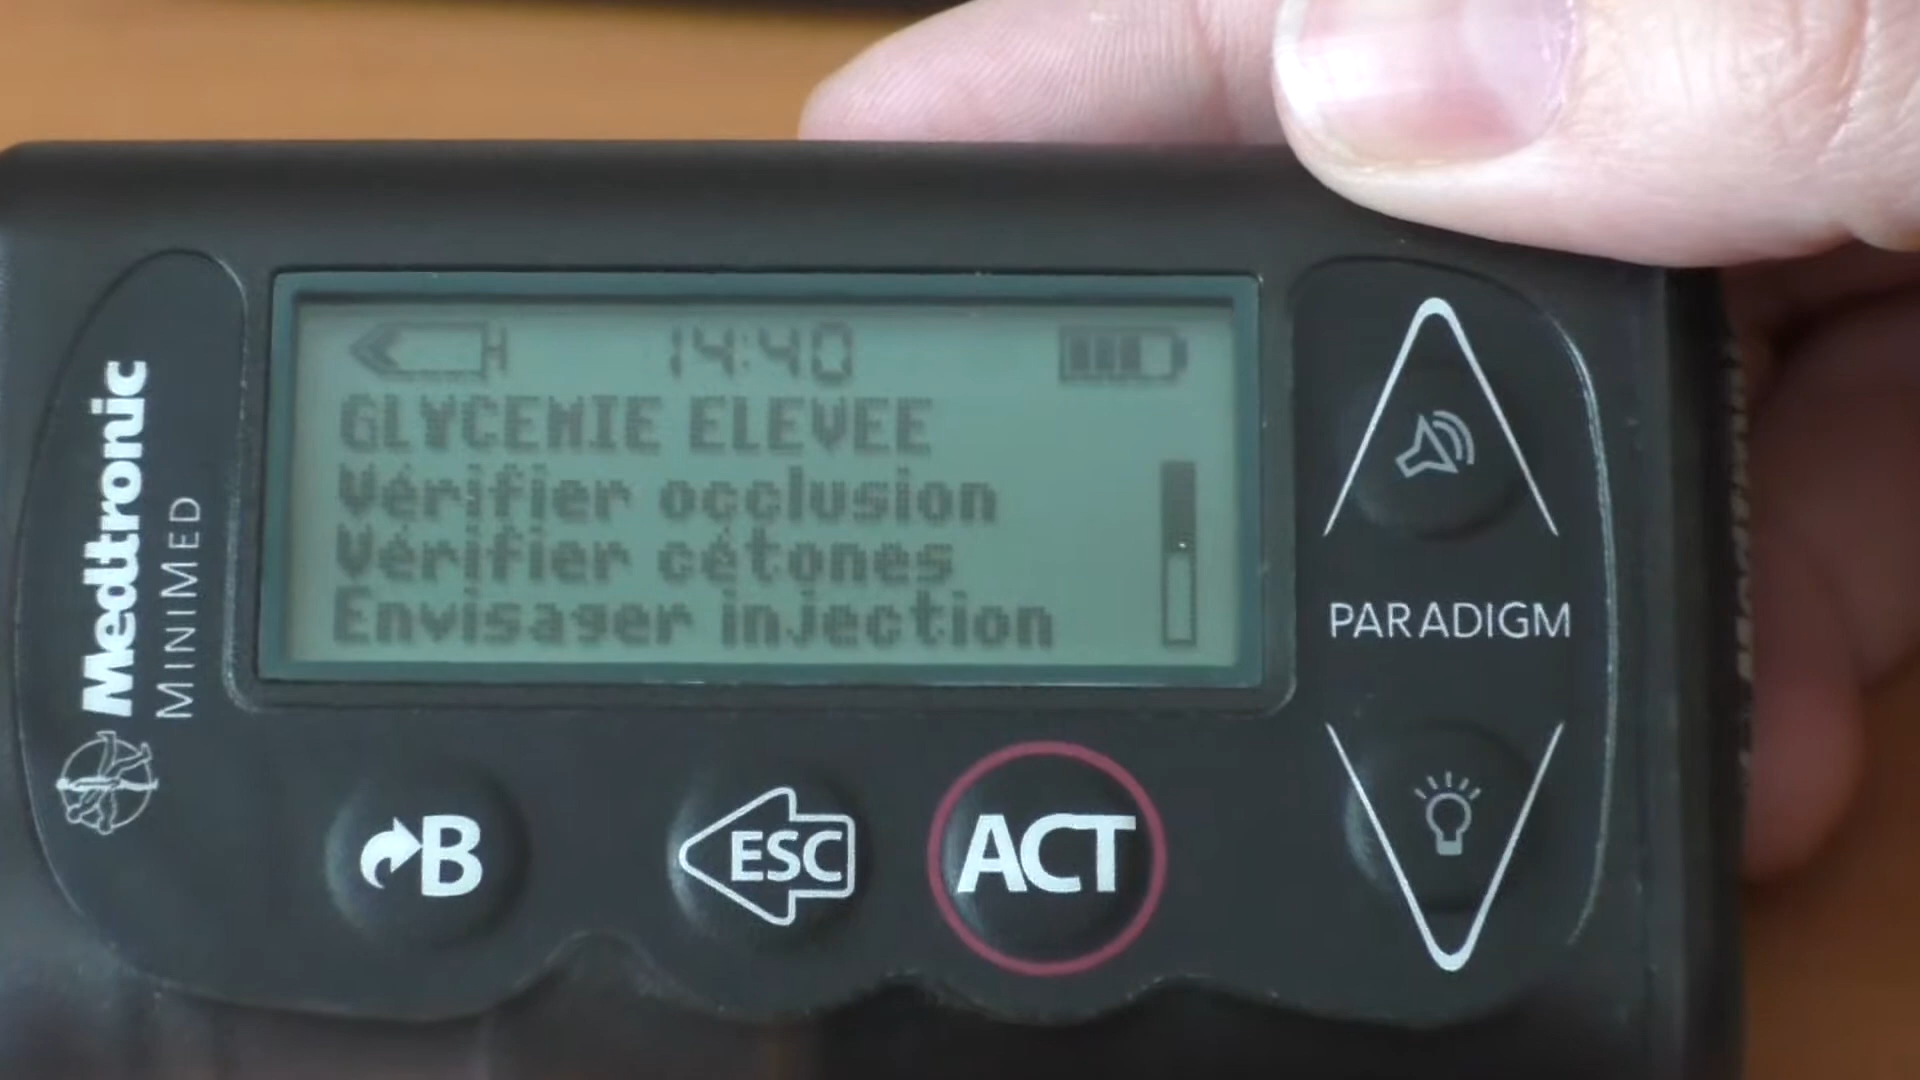 14:40
GLYCEMIE ELEVEE
Vérifier occlusion
Vérifier cétones
Envisager injection
Medtronic
MINIMED
PARADIGM
B
ESC
ACT